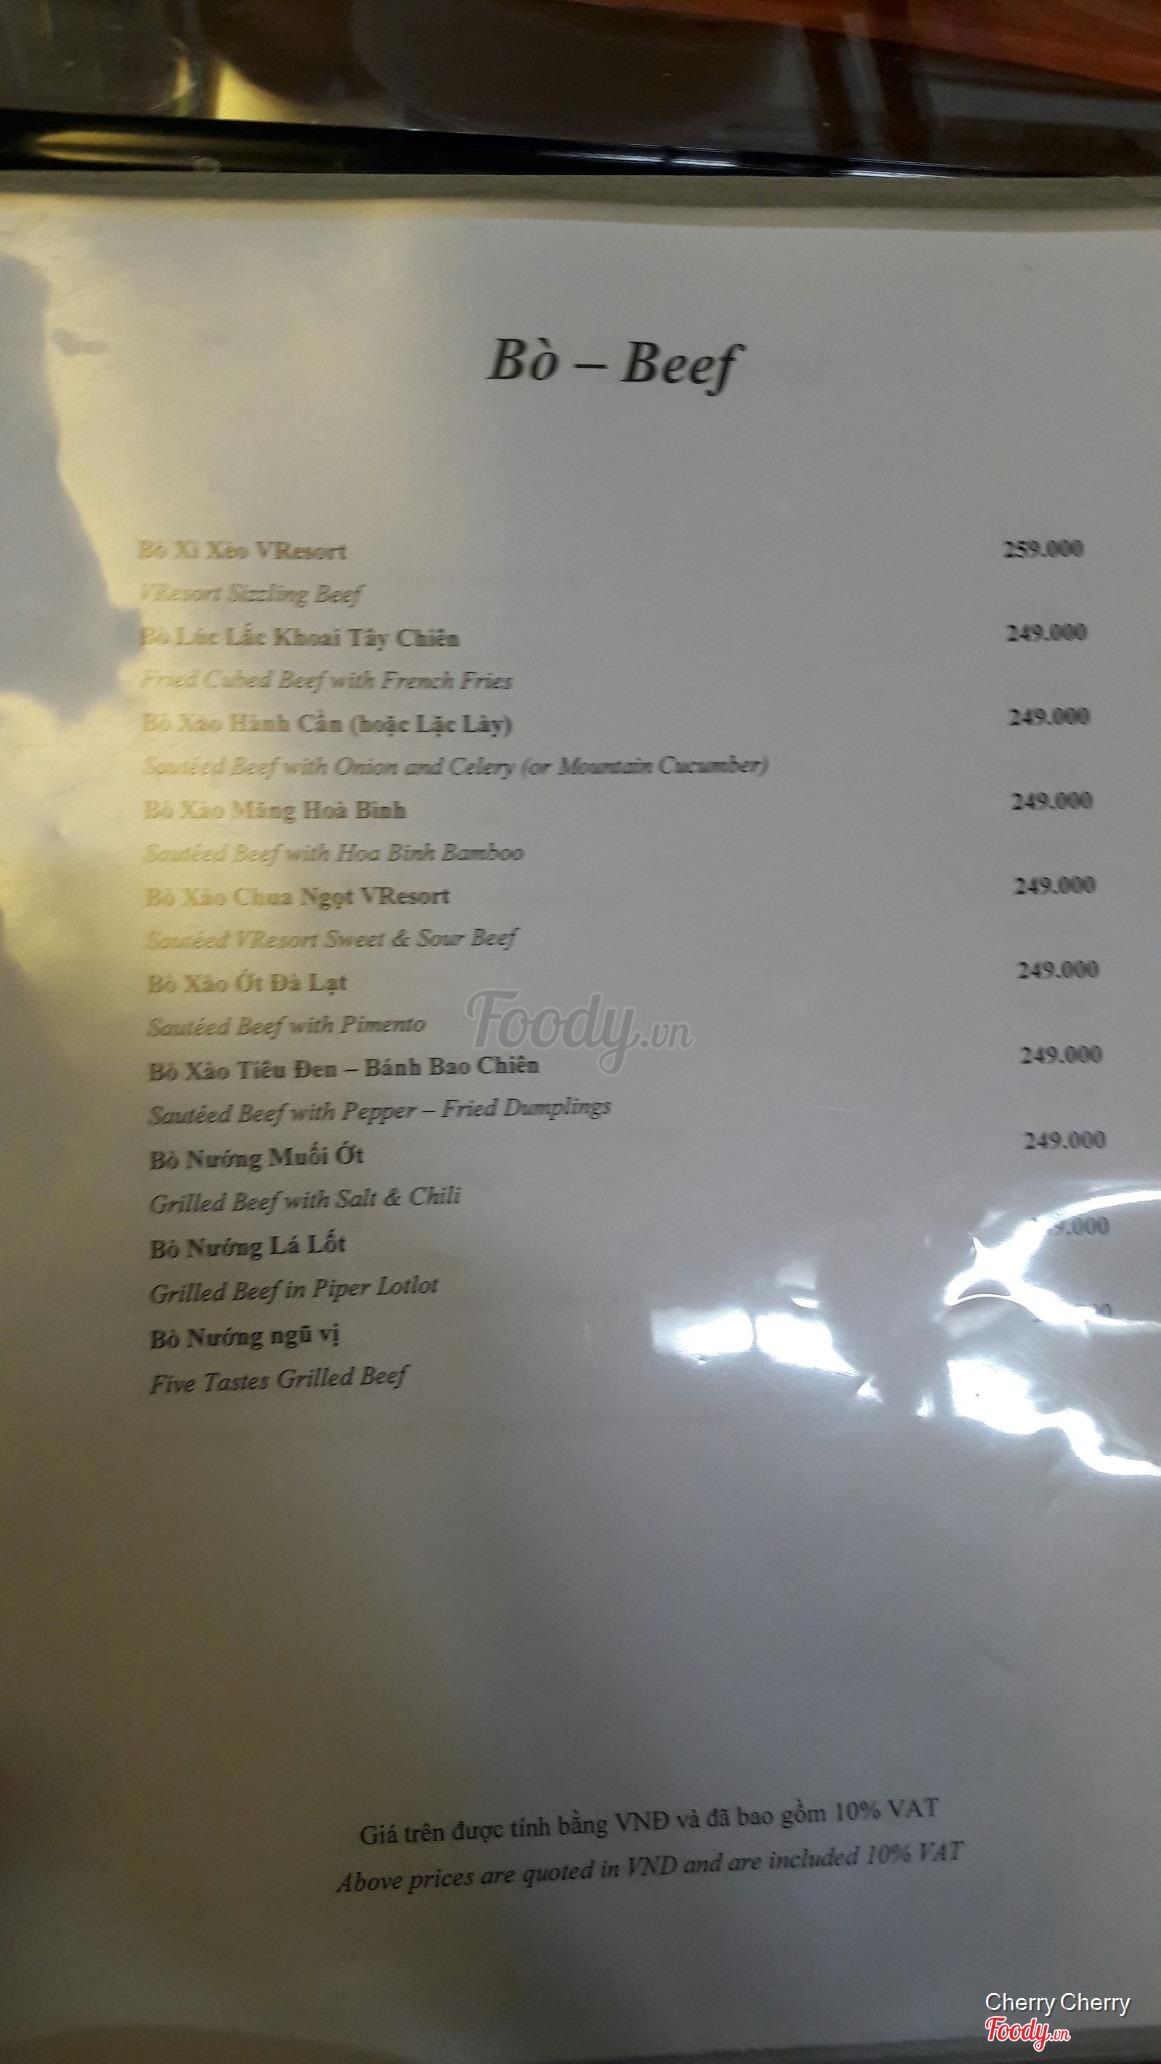 Bò – Beef
Bò Xì Xèo VResort 259.000
VResort Sizzling Beef
Bò Lúc Lắc Khoai Tây Chiên 249.000
Fried Cubed Beef with French Fries
Bò Xào Hành Cần (hoặc Lặc Lày) 249.000
Sautéed Beef with Onion and Celery (or Mountain Cucumber)
Bò Xào Măng Hoà Bình 249.000
Sautéed Beef with Hoa Binh Bamboo
Bò Xào Chua Ngọt VResort 249.000
Sautéed VResort Sweet & Sour Beef
Bò Xào Ớt Đà Lạt 249.000
Sautéed Beef with Pimento
Bò Xào Tiêu Đen – Bánh Bao Chiên 249.000
Sautéed Beef with Pepper – Fried Dumplings
Bò Nướng Muối Ớt 249.000
Grilled Beef with Salt & Chili
Bò Nướng Lá Lốt
Grilled Beef in Piper Lotlot
Bò Nướng ngũ vị
Five Tastes Grilled Beef
Foody.vn
Giá trên được tính bằng VNĐ và đã bao gồm 10% VAT
Above prices are quoted in VND and are included 10% VAT
Cherry Cherry
Foody.vn